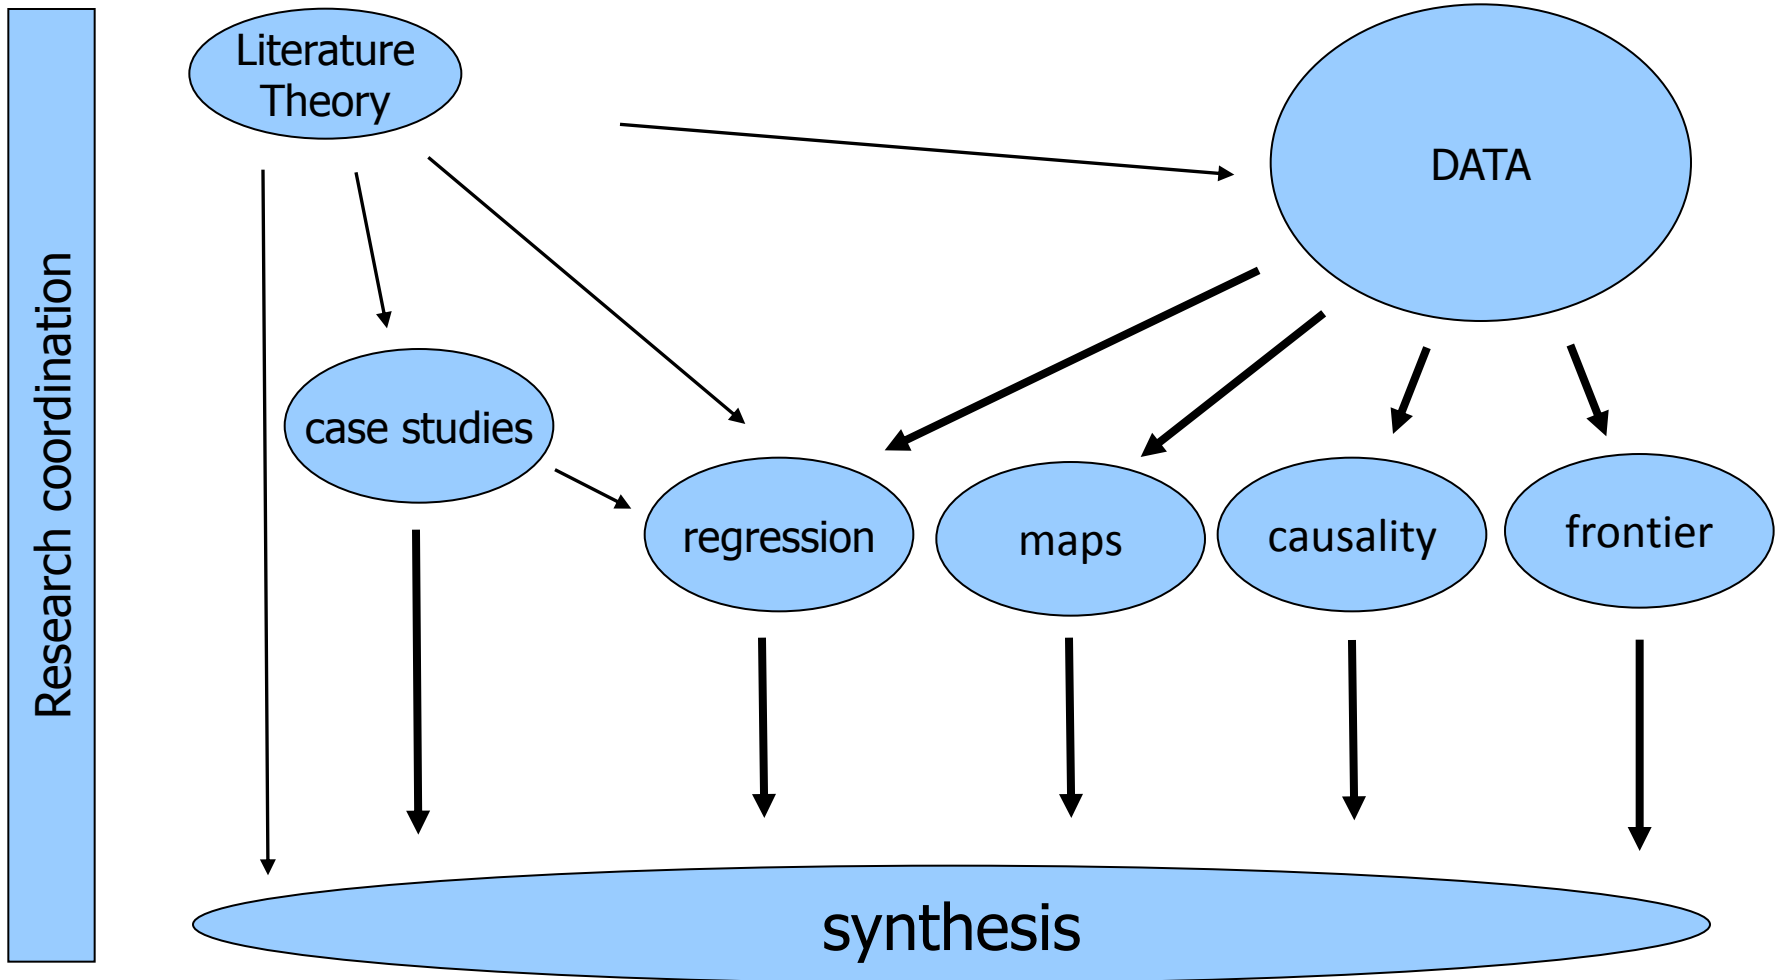 Research coordination
Literature
Theory
DATA
case studies
regression
maps
causality
frontier
synthesis